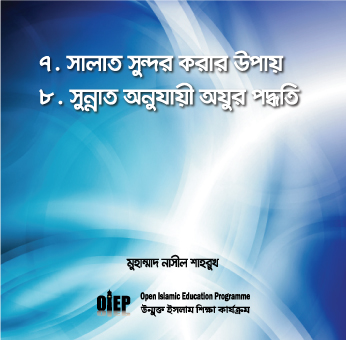 ৭. সালাত সুন্দর করার উপায়
৮. সুন্নাত অনুযায়ী অযুর পদ্ধতি
মুহাম্মাদ নাসীল শাহরুখ
OIEP
Open Islamic Education Programme
উন্মুক্ত ইসলাম শিক্ষা কার্যক্রম